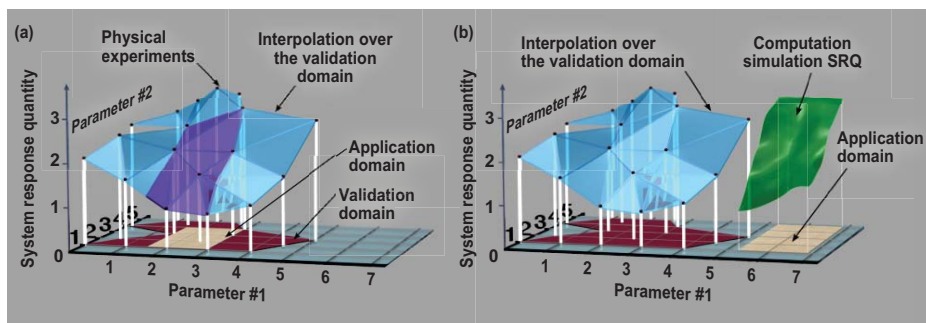 (a)
Physical
experiments
Interpolation over
the validation
domain
Parameter #2
System response quantity
3
2
1
0
12345
Application
domain
Validation
domain
1 2 3 4 5 6 7
Parameter #1
(b)
Interpolation over
the validation domain
Computation
simulation SRQ
Parameter #2
System response quantity
3
2
1
0
12345
Application
domain
1 2 3 4 5 6 7
Parameter #1